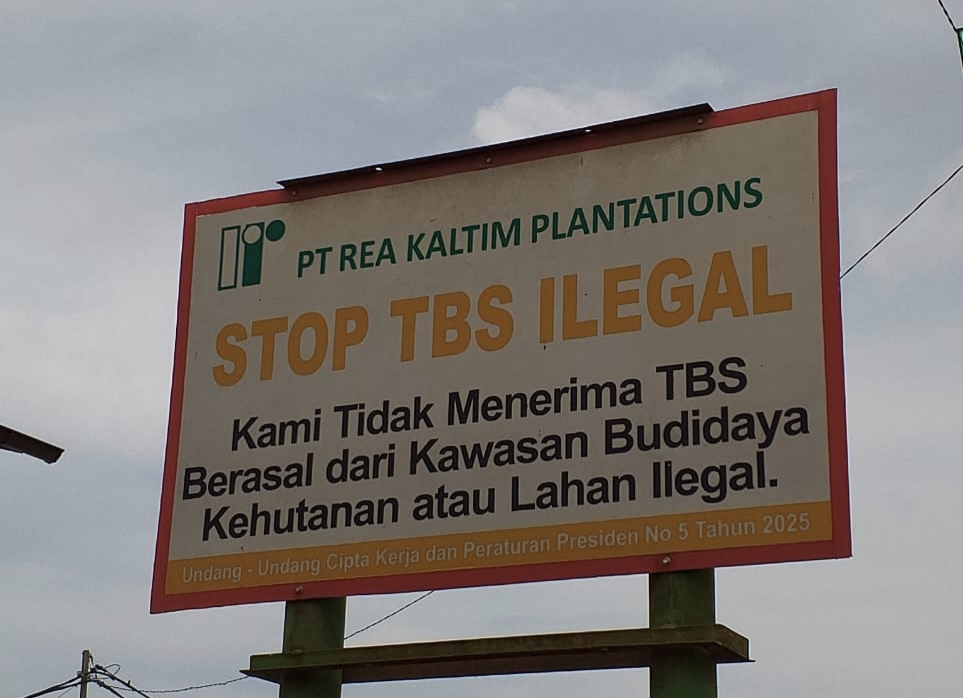 PT REA KALTIM PLANTATIONS
STOP TBS ILEGAL
Kami Tidak Menerima TBS
Berasal dari Kawasan Budidaya
Kehutanan atau Lahan Ilegal.
Undang - Undang Cipta Kerja dan Peraturan Presiden No 5 Tahun 2025